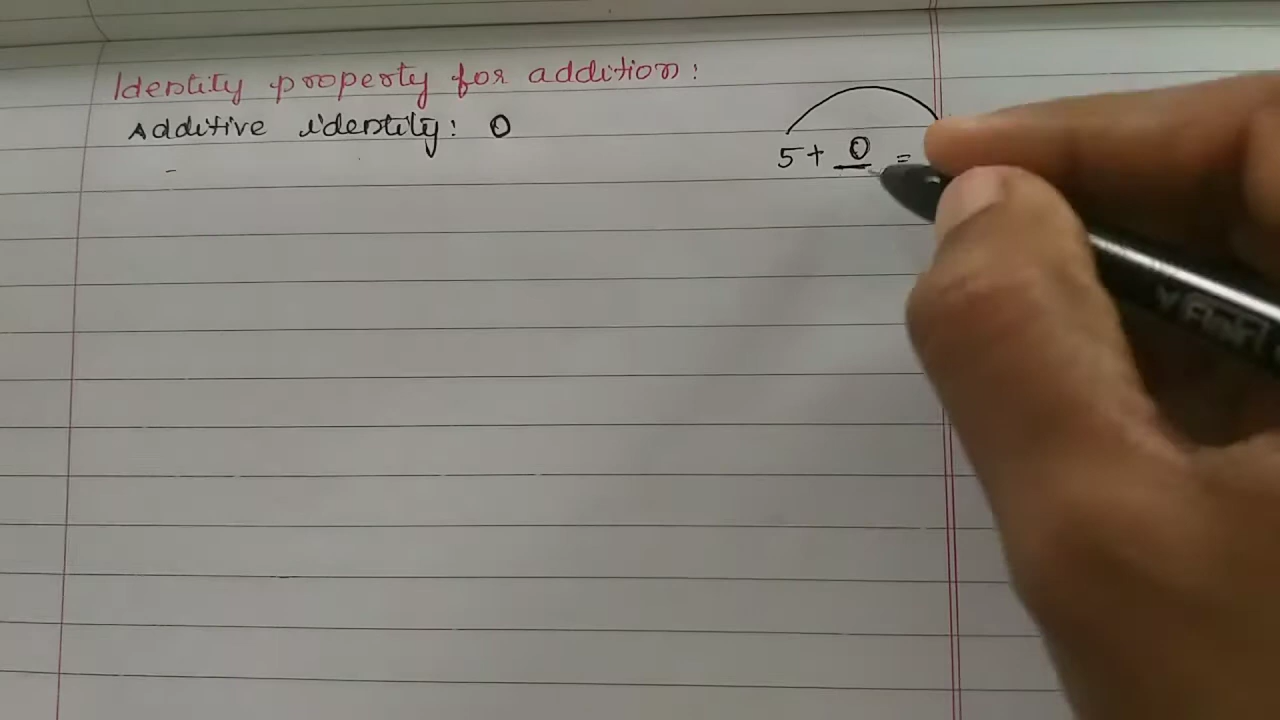 Identity property for addition:
Additive identity: 0
5 + 0 =